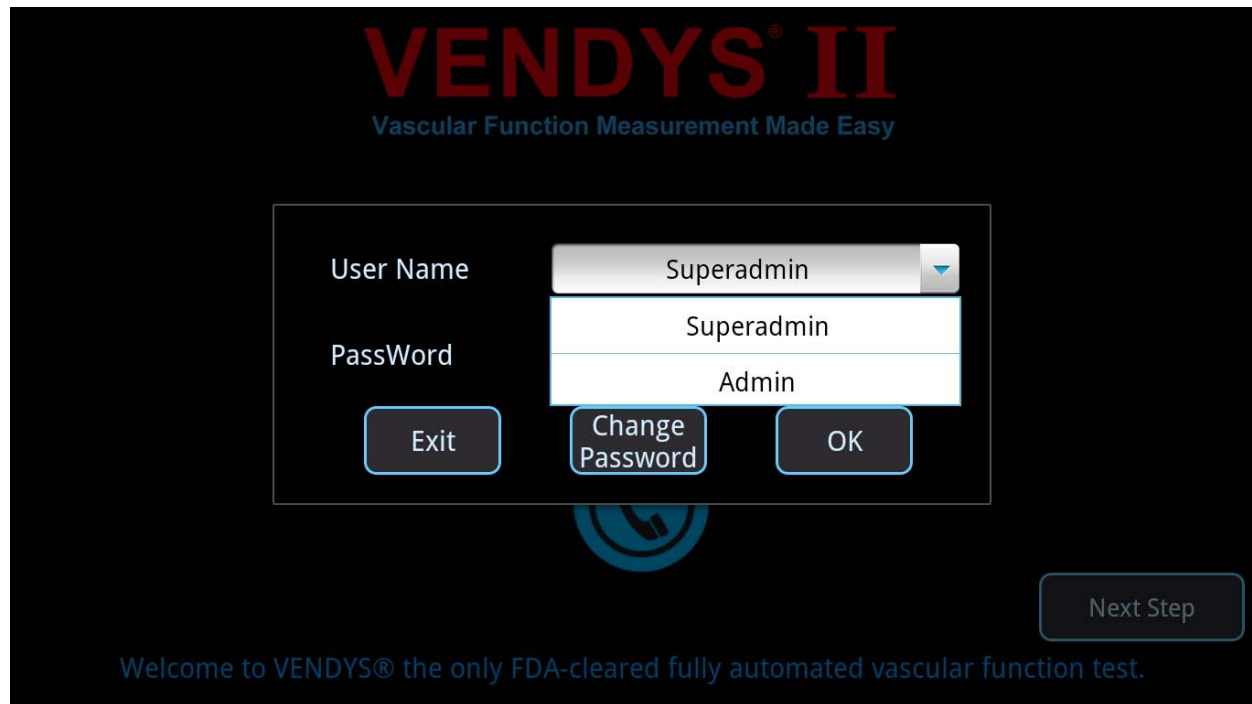 VENDYS® II
Vascular Function Measurement Made Easy
User Name
Superadmin
Superadmin
PassWord
Admin
Exit
Change
Password
OK
Next Step
Welcome to VENDYS® the only FDA-cleared fully automated vascular function test.